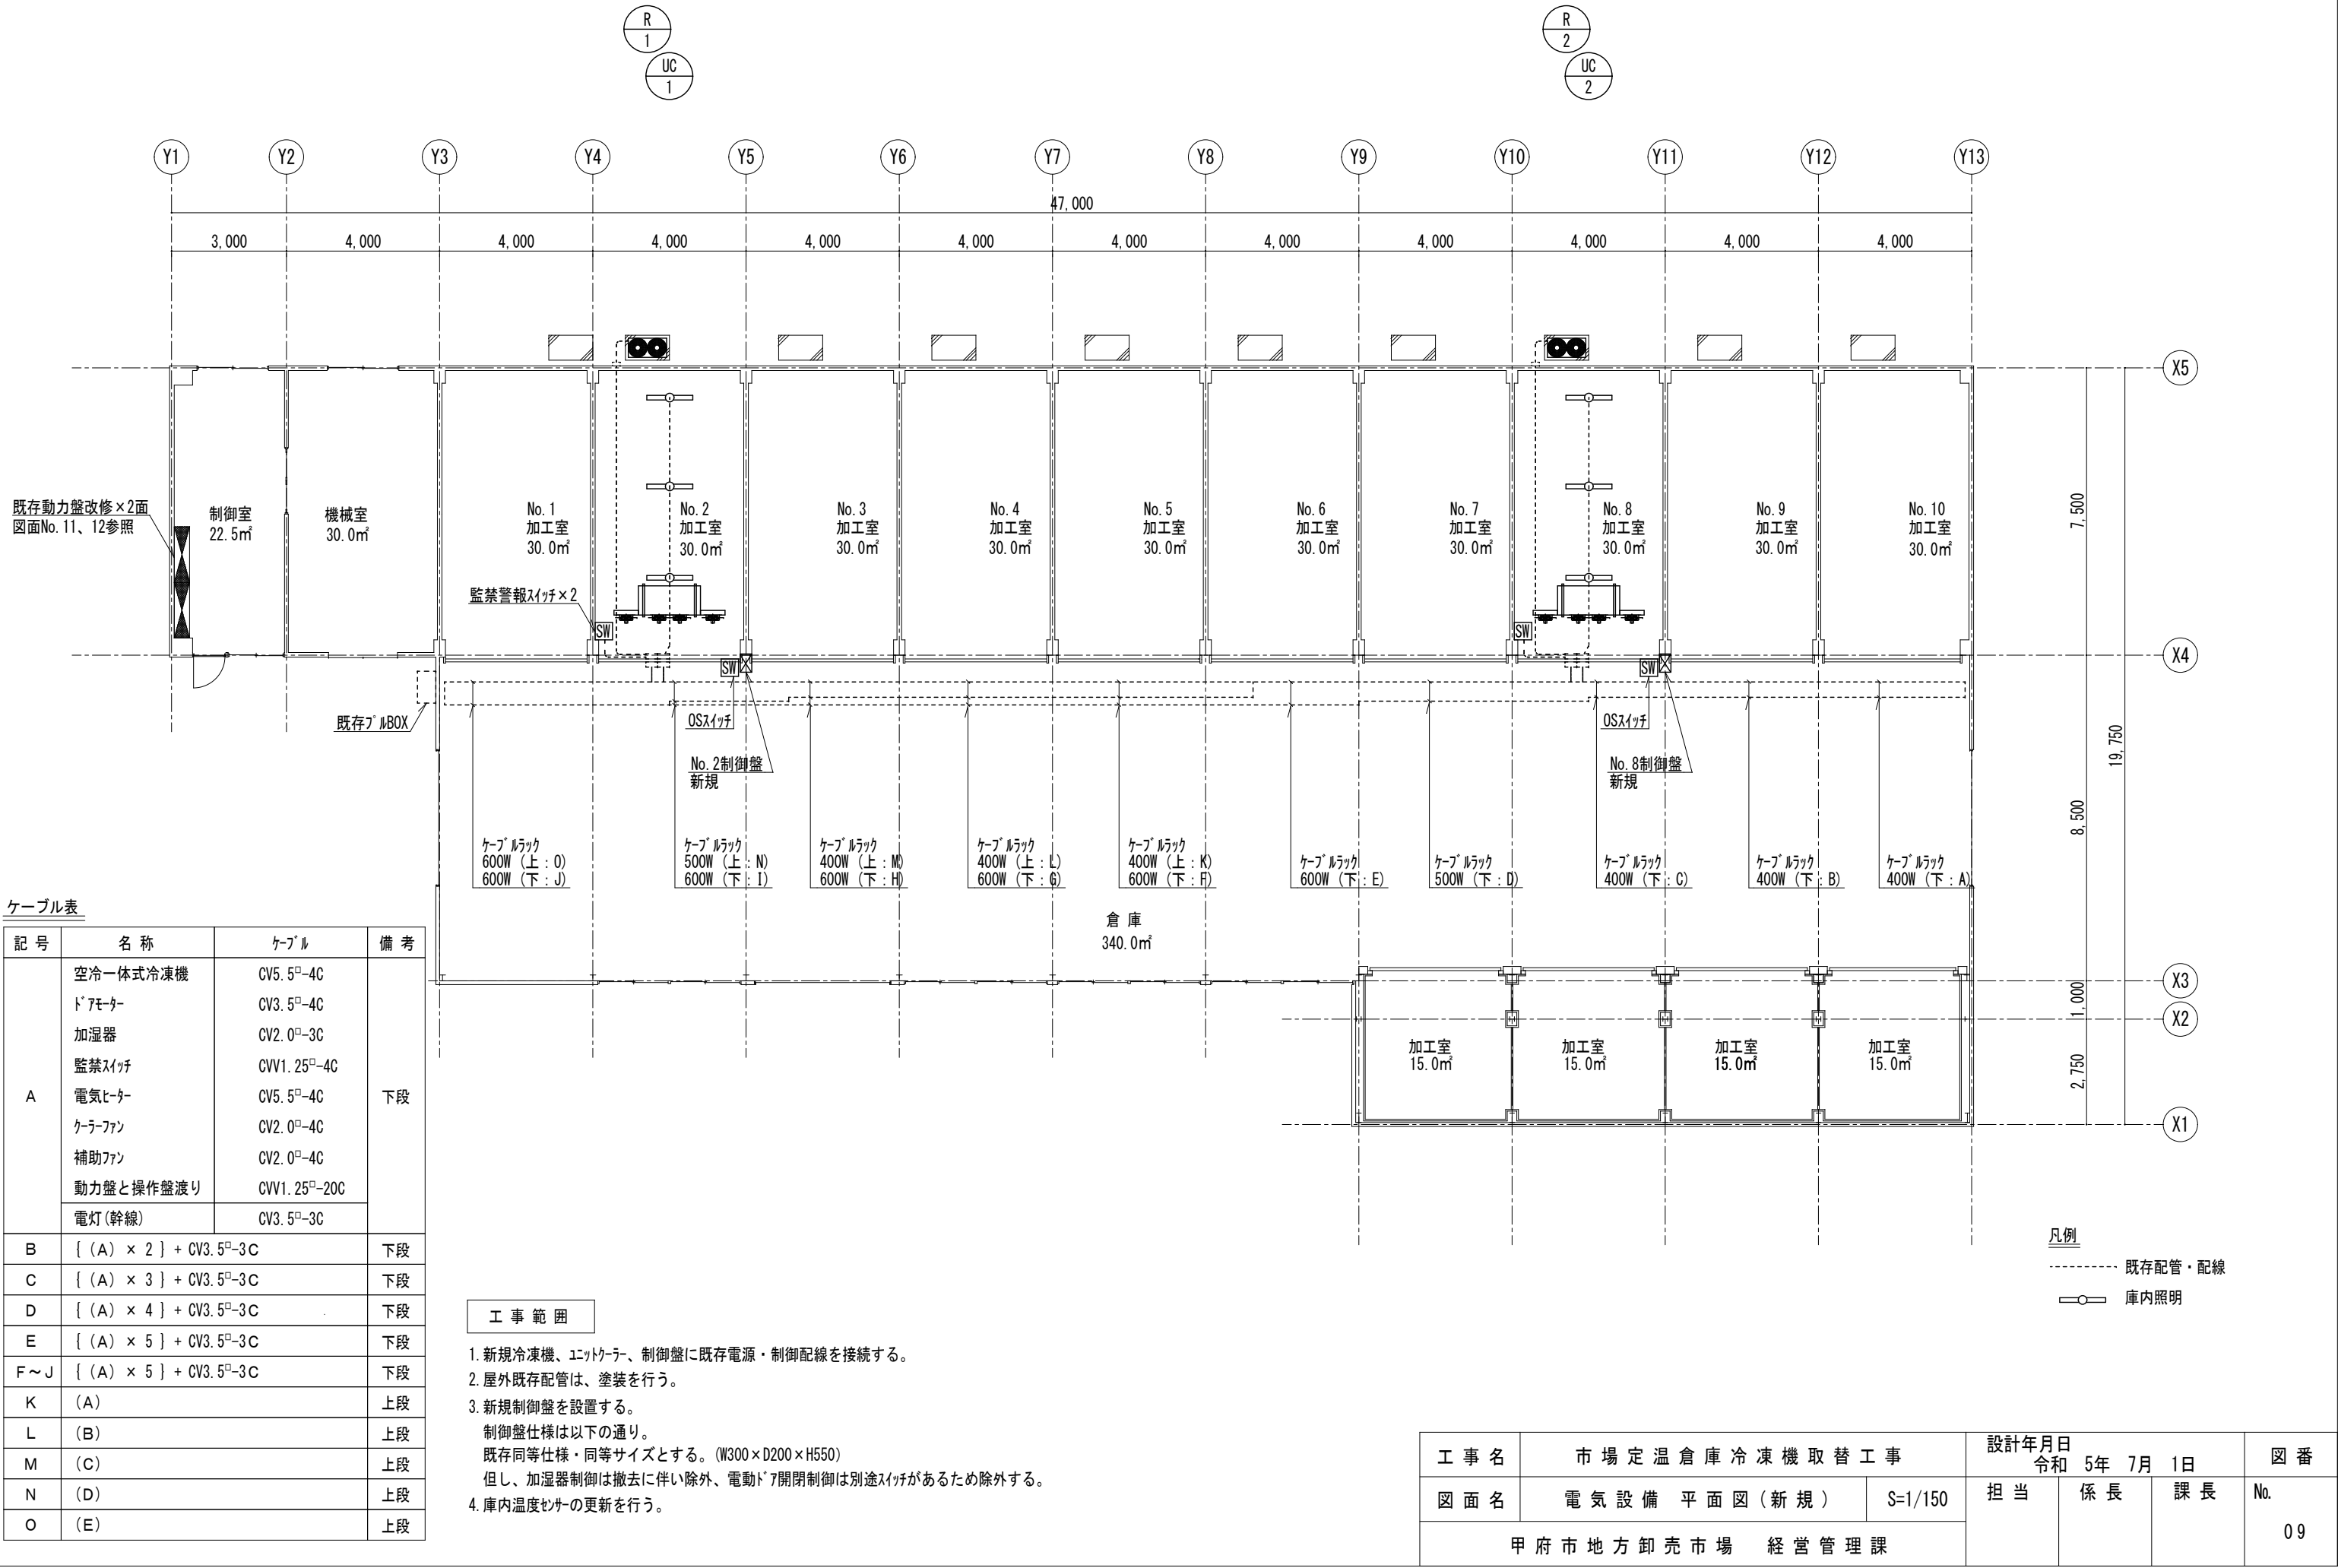 R
1
UC
1
R
2
UC
2
Y1 Y2 Y3 Y4 Y5 Y6 Y7 Y8 Y9 Y10 Y11 Y12 Y13
47,000
3,000 4,000 4,000 4,000 4,000 4,000 4,000 4,000 4,000 4,000 4,000 4,000
X5
X4
X3
X2
X1
7,500
8,500
1,000
2,750
19,750
既存動力盤改修×2面
図面No.11、12参照
制御室
22.5㎡
機械室
30.0㎡
No.1
加工室
30.0㎡
No.2
加工室
30.0㎡
No.3
加工室
30.0㎡
No.4
加工室
30.0㎡
No.5
加工室
30.0㎡
No.6
加工室
30.0㎡
No.7
加工室
30.0㎡
No.8
加工室
30.0㎡
No.9
加工室
30.0㎡
No.10
加工室
30.0㎡
監禁警報ｽｲｯﾁ×2
SW
SW
SW
SW
既存ﾌﾟﾙBOX
OSｽｲｯﾁ
No.2制御盤
新規
OSｽｲｯﾁ
No.8制御盤
新規
ｹｰﾌﾞﾙﾗｯｸ
600W（上：O）
600W（下：J）
ｹｰﾌﾞﾙﾗｯｸ
500W（上：N）
600W（下：I）
ｹｰﾌﾞﾙﾗｯｸ
400W（上：M）
600W（下：H）
ｹｰﾌﾞﾙﾗｯｸ
400W（上：L）
600W（下：G）
ｹｰﾌﾞﾙﾗｯｸ
400W（上：K）
600W（下：F）
ｹｰﾌﾞﾙﾗｯｸ
600W（下：E）
ｹｰﾌﾞﾙﾗｯｸ
500W（下：D）
ｹｰﾌﾞﾙﾗｯｸ
400W（下：C）
ｹｰﾌﾞﾙﾗｯｸ
400W（下：B）
ｹｰﾌﾞﾙﾗｯｸ
400W（下：A）
倉 庫
340.0㎡
加工室
15.0㎡
加工室
15.0㎡
加工室
15.0㎡
加工室
15.0㎡
ケーブル表
記 号 名 称 ｹｰﾌﾞﾙ 備 考
A 下段
空冷一体式冷凍機 CV5.5□-4C
ﾄﾞｱﾓｰﾀｰ CV3.5□-4C
加湿器 CV2.0□-3C
監禁ｽｲｯﾁ CVV1.25□-4C
電気ﾋｰﾀｰ CV5.5□-4C
ｸｰﾗｰﾌｧﾝ CV2.0□-4C
補助ﾌｧﾝ CV2.0□-4C
動力盤と操作盤渡り CVV1.25□-20C
電灯(幹線) CV3.5□-3C
B ｛（A）× 2 ｝+ CV3.5□-3C 下段
C ｛（A）× 3 ｝+ CV3.5□-3C 下段
D ｛（A）× 4 ｝+ CV3.5□-3C 下段
E ｛（A）× 5 ｝+ CV3.5□-3C 下段
F～J ｛（A）× 5 ｝+ CV3.5□-3C 下段
K （A） 上段
L （B） 上段
M （C） 上段
N （D） 上段
O （E） 上段
工 事 範 囲
1.新規冷凍機、ﾕﾆｯﾄｸｰﾗｰ、制御盤に既存電源・制御配線を接続する。
2.屋外既存配管は、塗装を行う。
3.新規制御盤を設置する。
制御盤仕様は以下の通り。
既存同等仕様・同等サイズとする。(W300×D200×H550)
但し、加湿器制御は撤去に伴い除外、電動ﾄﾞｱ開閉制御は別途ｽｲｯﾁがあるため除外する。
4.庫内温度ｾﾝｻｰの更新を行う。
凡例
既存配管・配線
庫内照明
工 事 名 市 場 定 温 倉 庫 冷 凍 機 取 替 工 事
設計年月日
令和 5年 7月 1日
図 番
図 面 名 電 気 設 備 平 面 図 ( 新 規 ) S=1/150
担 当 係 長 課 長 No.
09
甲 府 市 地 方 卸 売 市 場 経 営 管 理 課